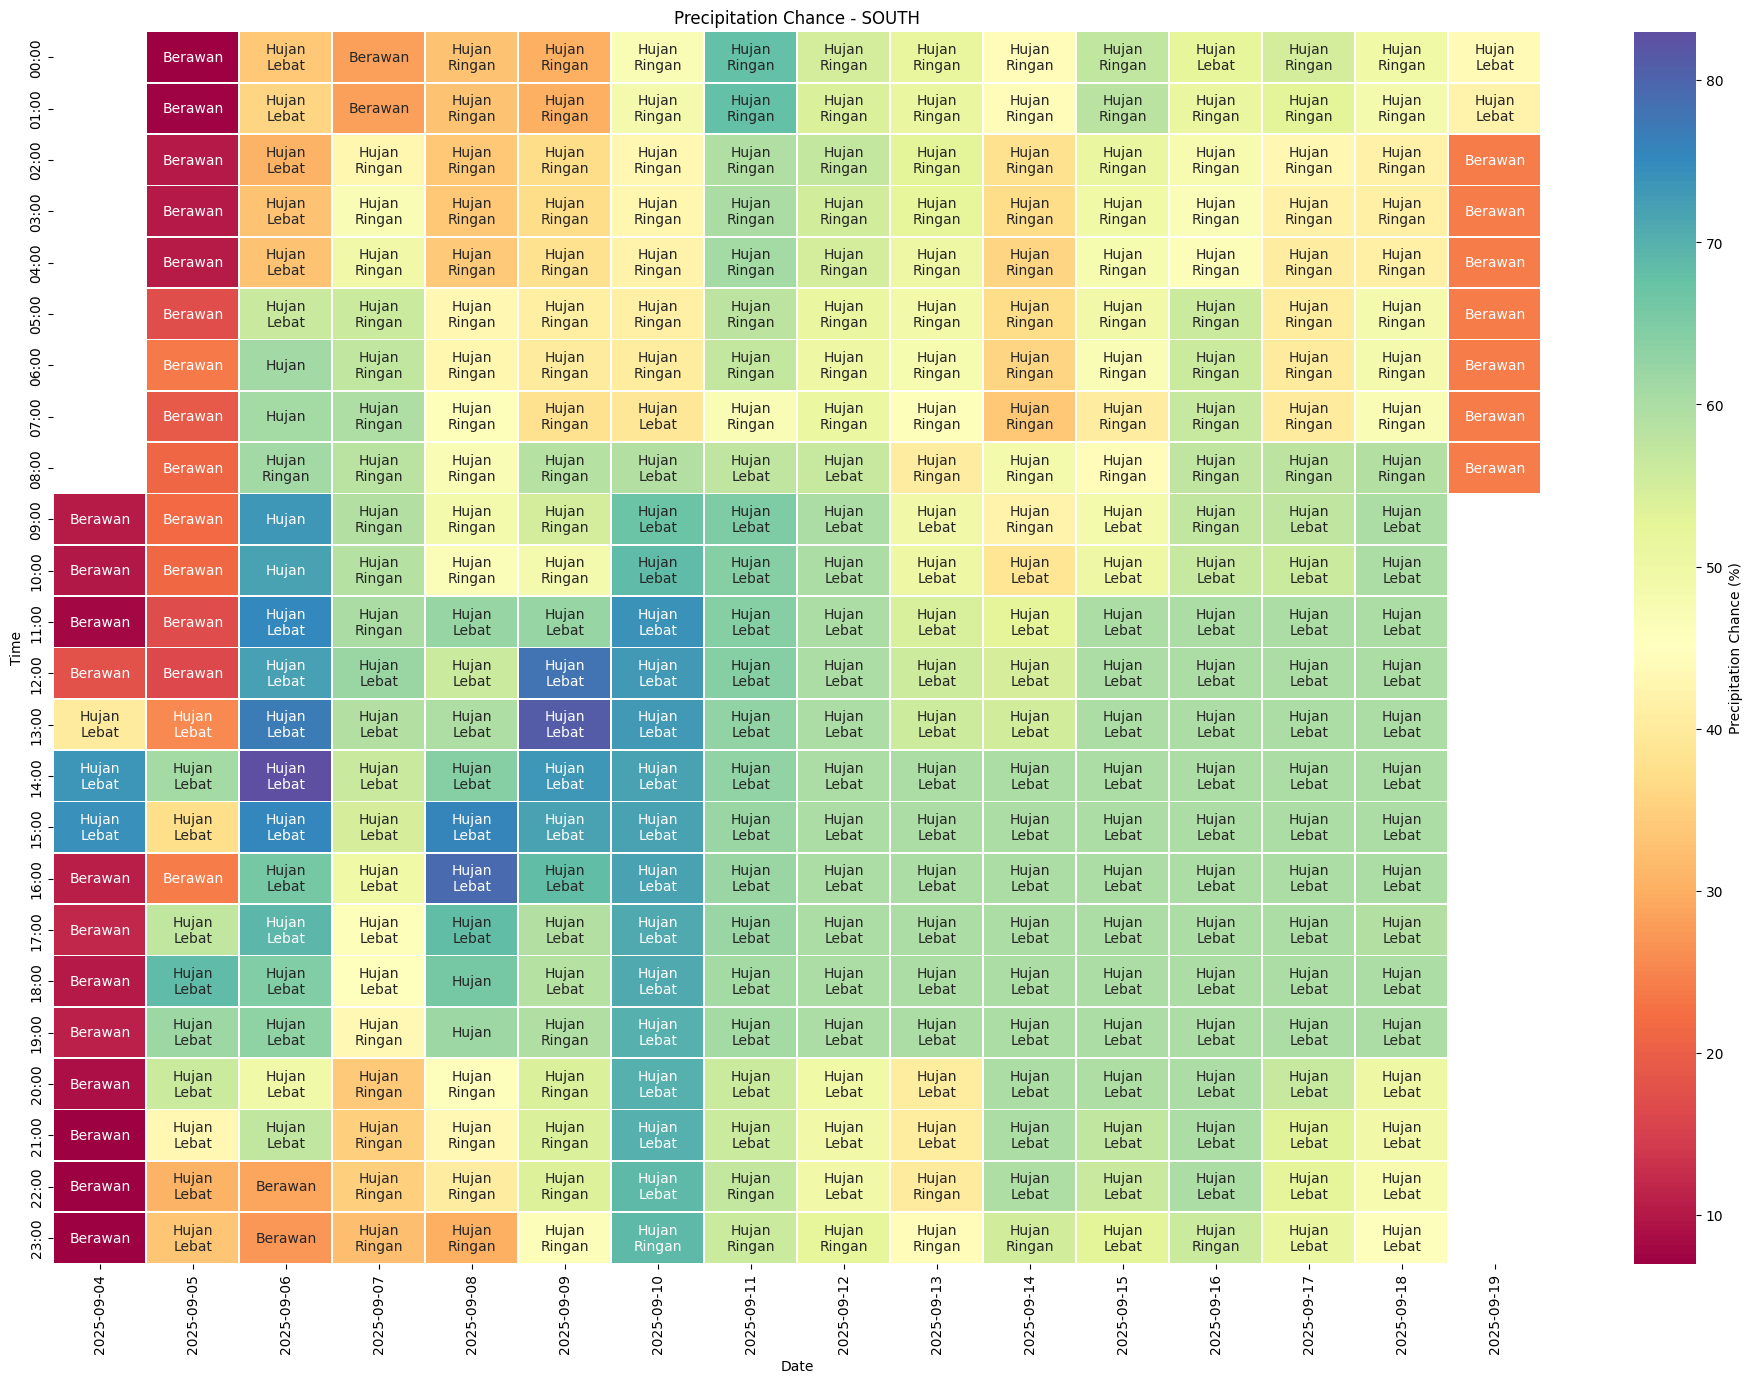 Precipitation Chance - SOUTH
00:00 Berawan Hujan Lebat Berawan Hujan Ringan Hujan Ringan Hujan Ringan Hujan Ringan Hujan Ringan Hujan Ringan Hujan Ringan Hujan Ringan Hujan Lebat Hujan Ringan Hujan Ringan Hujan Lebat
01:00 Berawan Hujan Lebat Berawan Hujan Ringan Hujan Ringan Hujan Ringan Hujan Ringan Hujan Ringan Hujan Ringan Hujan Ringan Hujan Ringan Hujan Ringan Hujan Ringan Hujan Ringan Hujan Lebat
02:00 Berawan Hujan Lebat Hujan Ringan Hujan Ringan Hujan Ringan Hujan Ringan Hujan Ringan Hujan Ringan Hujan Ringan Hujan Ringan Hujan Ringan Hujan Ringan Hujan Ringan Hujan Ringan Berawan
03:00 Berawan Hujan Lebat Hujan Ringan Hujan Ringan Hujan Ringan Hujan Ringan Hujan Ringan Hujan Ringan Hujan Ringan Hujan Ringan Hujan Ringan Hujan Ringan Hujan Ringan Hujan Ringan Berawan
04:00 Berawan Hujan Lebat Hujan Ringan Hujan Ringan Hujan Ringan Hujan Ringan Hujan Ringan Hujan Ringan Hujan Ringan Hujan Ringan Hujan Ringan Hujan Ringan Hujan Ringan Hujan Ringan Berawan
05:00 Berawan Hujan Lebat Hujan Ringan Hujan Ringan Hujan Ringan Hujan Ringan Hujan Ringan Hujan Ringan Hujan Ringan Hujan Ringan Hujan Ringan Hujan Ringan Hujan Ringan Hujan Ringan Berawan
06:00 Berawan Hujan Hujan Ringan Hujan Ringan Hujan Ringan Hujan Ringan Hujan Ringan Hujan Ringan Hujan Ringan Hujan Ringan Hujan Ringan Hujan Ringan Hujan Ringan Hujan Ringan Berawan
07:00 Berawan Hujan Hujan Ringan Hujan Ringan Hujan Ringan Hujan Lebat Hujan Ringan Hujan Ringan Hujan Ringan Hujan Ringan Hujan Ringan Hujan Ringan Hujan Ringan Hujan Ringan Berawan
08:00 Berawan Hujan Ringan Hujan Ringan Hujan Ringan Hujan Ringan Hujan Lebat Hujan Lebat Hujan Lebat Hujan Ringan Hujan Ringan Hujan Ringan Hujan Ringan Hujan Ringan Hujan Ringan Berawan
09:00 Berawan Berawan Hujan Hujan Ringan Hujan Ringan Hujan Ringan Hujan Lebat Hujan Lebat Hujan Lebat Hujan Lebat Hujan Ringan Hujan Lebat Hujan Ringan Hujan Lebat Hujan Lebat
10:00 Berawan Berawan Hujan Hujan Ringan Hujan Ringan Hujan Ringan Hujan Lebat Hujan Lebat Hujan Lebat Hujan Lebat Hujan Lebat Hujan Lebat Hujan Lebat Hujan Lebat Hujan Lebat
11:00 Berawan Berawan Hujan Lebat Hujan Ringan Hujan Lebat Hujan Lebat Hujan Lebat Hujan Lebat Hujan Lebat Hujan Lebat Hujan Lebat Hujan Lebat Hujan Lebat Hujan Lebat Hujan Lebat
12:00 Berawan Berawan Hujan Lebat Hujan Lebat Hujan Lebat Hujan Lebat Hujan Lebat Hujan Lebat Hujan Lebat Hujan Lebat Hujan Lebat Hujan Lebat Hujan Lebat Hujan Lebat Hujan Lebat
13:00 Hujan Lebat Hujan Lebat Hujan Lebat Hujan Lebat Hujan Lebat Hujan Lebat Hujan Lebat Hujan Lebat Hujan Lebat Hujan Lebat Hujan Lebat Hujan Lebat Hujan Lebat Hujan Lebat Hujan Lebat
14:00 Hujan Lebat Hujan Lebat Hujan Lebat Hujan Lebat Hujan Lebat Hujan Lebat Hujan Lebat Hujan Lebat Hujan Lebat Hujan Lebat Hujan Lebat Hujan Lebat Hujan Lebat Hujan Lebat Hujan Lebat
15:00 Hujan Lebat Hujan Lebat Hujan Lebat Hujan Lebat Hujan Lebat Hujan Lebat Hujan Lebat Hujan Lebat Hujan Lebat Hujan Lebat Hujan Lebat Hujan Lebat Hujan Lebat Hujan Lebat Hujan Lebat
16:00 Berawan Berawan Hujan Lebat Hujan Lebat Hujan Lebat Hujan Lebat Hujan Lebat Hujan Lebat Hujan Lebat Hujan Lebat Hujan Lebat Hujan Lebat Hujan Lebat Hujan Lebat Hujan Lebat
17:00 Berawan Hujan Lebat Hujan Lebat Hujan Lebat Hujan Lebat Hujan Lebat Hujan Lebat Hujan Lebat Hujan Lebat Hujan Lebat Hujan Lebat Hujan Lebat Hujan Lebat Hujan Lebat Hujan Lebat
18:00 Berawan Hujan Lebat Hujan Lebat Hujan Lebat Hujan Hujan Lebat Hujan Lebat Hujan Lebat Hujan Lebat Hujan Lebat Hujan Lebat Hujan Lebat Hujan Lebat Hujan Lebat Hujan Lebat
19:00 Berawan Hujan Lebat Hujan Lebat Hujan Ringan Hujan Hujan Ringan Hujan Lebat Hujan Lebat Hujan Lebat Hujan Lebat Hujan Lebat Hujan Lebat Hujan Lebat Hujan Lebat Hujan Lebat
20:00 Berawan Hujan Lebat Hujan Lebat Hujan Ringan Hujan Ringan Hujan Ringan Hujan Lebat Hujan Lebat Hujan Lebat Hujan Lebat Hujan Lebat Hujan Lebat Hujan Lebat Hujan Lebat Hujan Lebat
21:00 Berawan Hujan Lebat Hujan Lebat Hujan Ringan Hujan Ringan Hujan Ringan Hujan Lebat Hujan Lebat Hujan Lebat Hujan Lebat Hujan Lebat Hujan Lebat Hujan Lebat Hujan Lebat Hujan Lebat
22:00 Berawan Hujan Lebat Berawan Hujan Ringan Hujan Ringan Hujan Ringan Hujan Lebat Hujan Ringan Hujan Lebat Hujan Ringan Hujan Lebat Hujan Lebat Hujan Lebat Hujan Lebat Hujan Lebat
23:00 Berawan Hujan Lebat Berawan Hujan Ringan Hujan Ringan Hujan Ringan Hujan Ringan Hujan Ringan Hujan Ringan Hujan Ringan Hujan Ringan Hujan Lebat Hujan Ringan Hujan Lebat Hujan Lebat
Time
2025-09-04 2025-09-05 2025-09-06 2025-09-07 2025-09-08 2025-09-09 2025-09-10 2025-09-11 2025-09-12 2025-09-13 2025-09-14 2025-09-15 2025-09-16 2025-09-17 2025-09-18 2025-09-19
Date
80
70
60
50
40
30
20
10
Precipitation Chance (%)